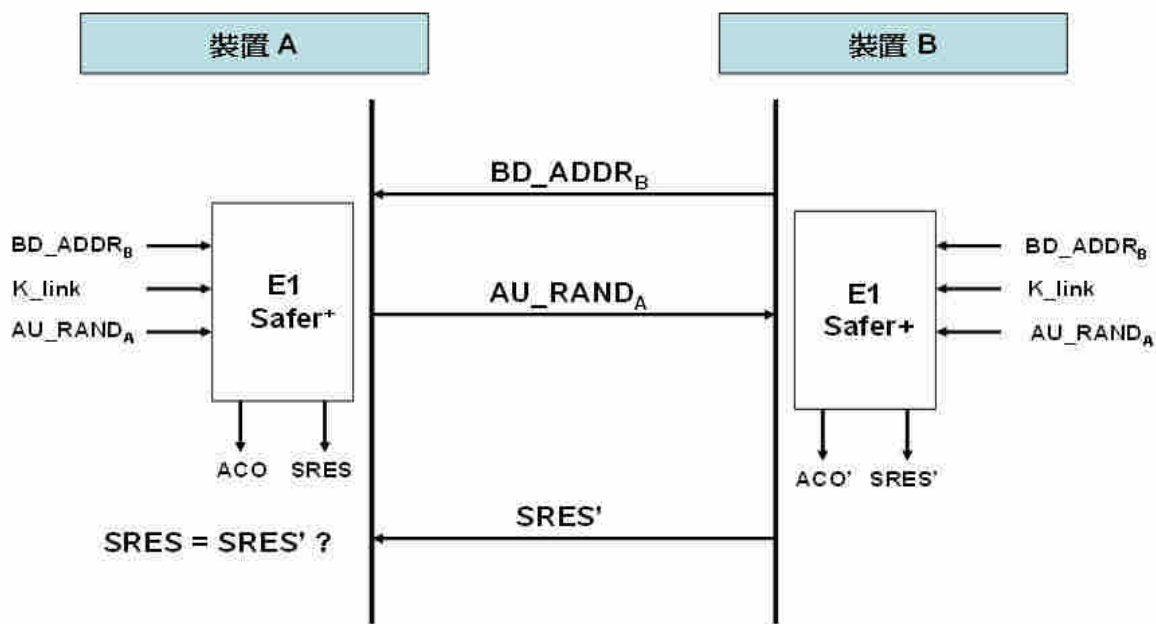 裝置 A
裝置 B
BD_ADDRB
BD_ADDRB
K_link
AU_RANDA
E1
Safer+
AU_RANDA
E1
Safer+
BD_ADDRB
K_link
AU_RANDA
ACO
SRES
ACO’
SRES’
SRES’
SRES = SRES’ ?